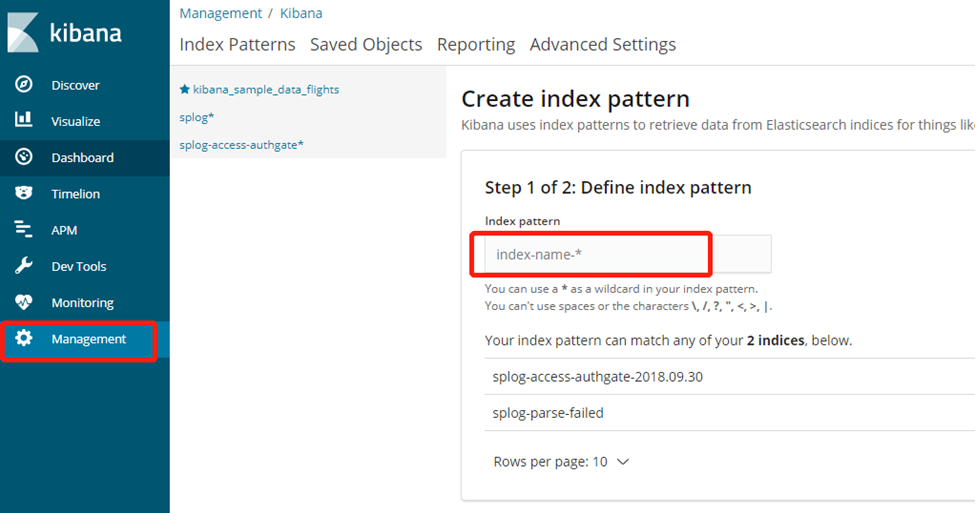 kibana
Discover
Visualize
Dashboard
Timelion
APM
Dev Tools
Monitoring
Management
Management / Kibana
Index Patterns Saved Objects Reporting Advanced Settings
kibana_sample_data_flights
splog*
splog-access-authgate*
Create index pattern
Kibana uses index patterns to retrieve data from Elasticsearch indices for things like
Step 1 of 2: Define index pattern
Index pattern
index-name-*
You can use a * as a wildcard in your index pattern.
You can't use spaces or the characters \, /, ?, ", <, >, |.
Your index pattern can match any of your 2 indices, below.
splog-access-authgate-2018.09.30
splog-parse-failed
Rows per page: 10